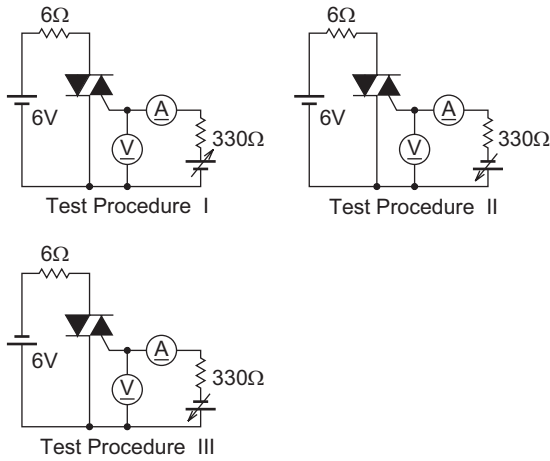 6Ω
6V
A
V
330Ω
Test Procedure I
6Ω
6V
A
V
330Ω
Test Procedure II
6Ω
6V
A
V
330Ω
Test Procedure III